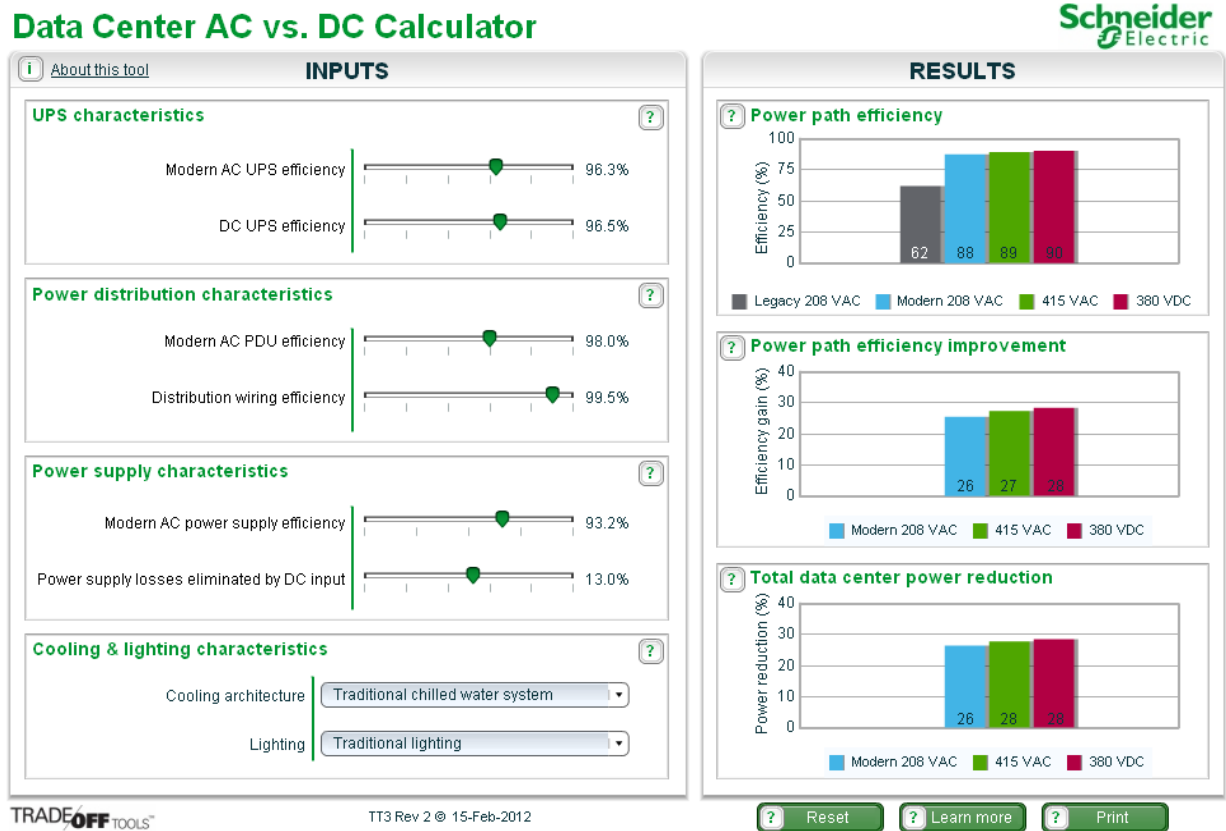 Data Center AC vs. DC Calculator
Schneider
Electric
i About this tool
INPUTS
UPS characteristics ?
Modern AC UPS efficiency 96.3%
DC UPS efficiency 96.5%
Power distribution characteristics ?
Modern AC PDU efficiency 98.0%
Distribution wiring efficiency 99.5%
Power supply characteristics ?
Modern AC power supply efficiency 93.2%
Power supply losses eliminated by DC input 13.0%
Cooling & lighting characteristics ?
Cooling architecture Traditional chilled water system
Lighting Traditional lighting
RESULTS
? Power path efficiency
Efficiency (%)
100
75
50
25
0
62 88 89 90
Legacy 208 VAC Modern 208 VAC 415 VAC 380 VDC
? Power path efficiency improvement
Efficiency gain (%)
40
30
20
10
0
26 27 28
Modern 208 VAC 415 VAC 380 VDC
? Total data center power reduction
Power reduction (%)
40
30
20
10
0
26 28 29
Modern 208 VAC 415 VAC 380 VDC
TRADE OFF TOOLS™
TT3 Rev 2 © 15-Feb-2012
? Reset ? Learn more ? Print